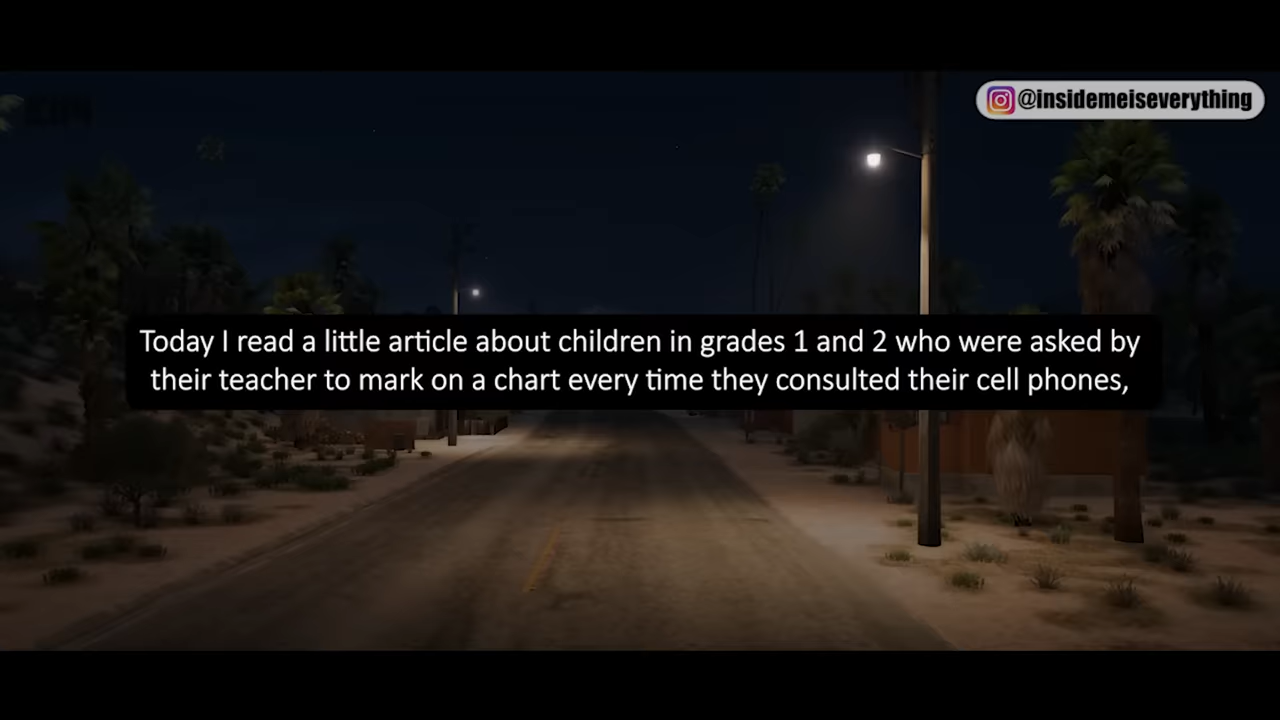 @insidemeiseverything
Today I read a little article about children in grades 1 and 2 who were asked by
their teacher to mark on a chart every time they consulted their cell phones,